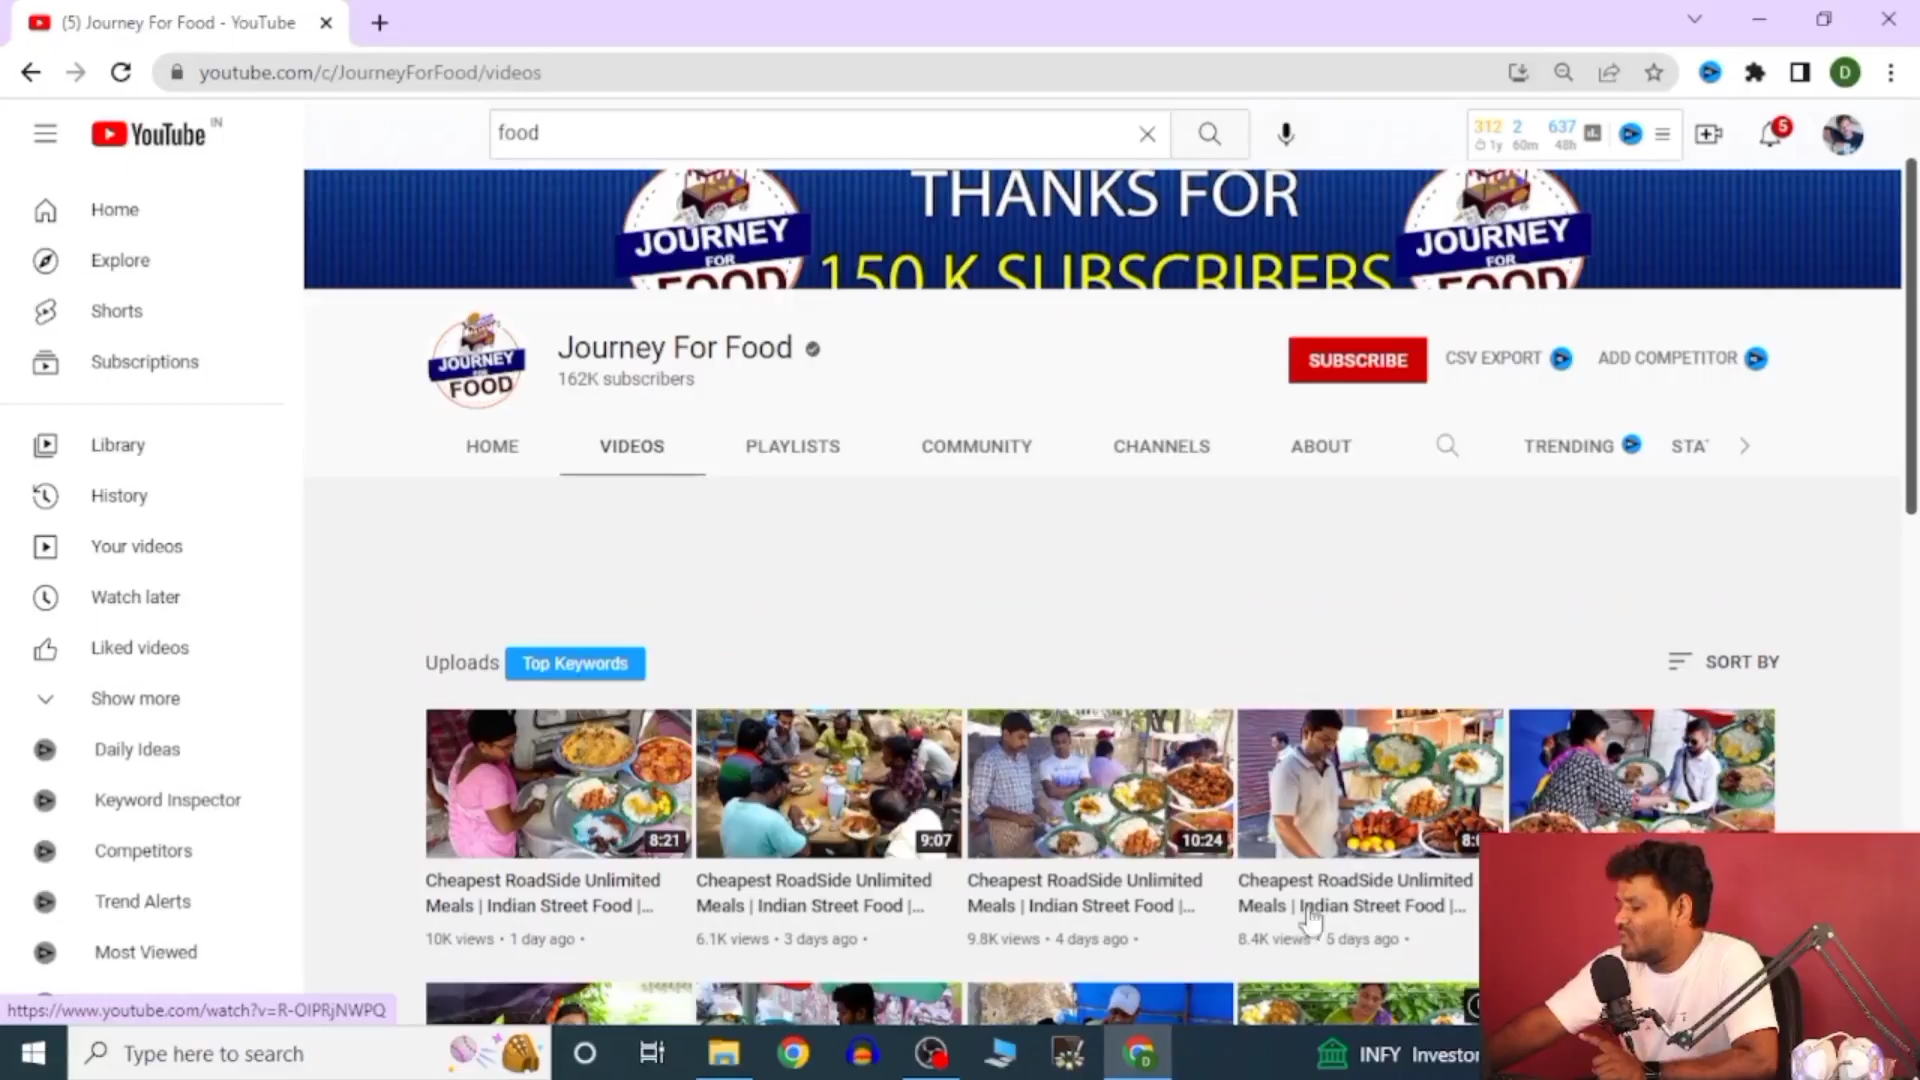 (5) Journey For Food - YouTube
youtube.com/c/JourneyForFood/videos
D
YouTube IN
food
312 2 637
1y 60m 48h
5
Home
Explore
Shorts
Subscriptions
Library
History
Your videos
Watch later
Liked videos
Show more
Daily Ideas
Keyword Inspector
Competitors
Trend Alerts
Most Viewed
JOURNEY
FOR
FOOD
THANKS FOR
150 K SUBSCRIBERS
JOURNEY
FOR
FOOD
JOURNEY
FOOD
Journey For Food
162K subscribers
SUBSCRIBE
CSV EXPORT
ADD COMPETITOR
HOME
VIDEOS
PLAYLISTS
COMMUNITY
CHANNELS
ABOUT
TRENDING
STAT
Uploads
Top Keywords
SORT BY
8:21
9:07
10:24
Cheapest RoadSide Unlimited
Meals | Indian Street Food |...
10K views • 1 day ago •
Cheapest RoadSide Unlimited
Meals | Indian Street Food |...
6.1K views • 3 days ago •
Cheapest RoadSide Unlimited
Meals | Indian Street Food |...
9.8K views • 4 days ago •
Cheapest RoadSide Unlimited
Meals | Indian Street Food |...
8.4K views • 5 days ago •
https://www.youtube.com/watch?v=R-OIPRjNWPQ
Type here to search
INFY Investor